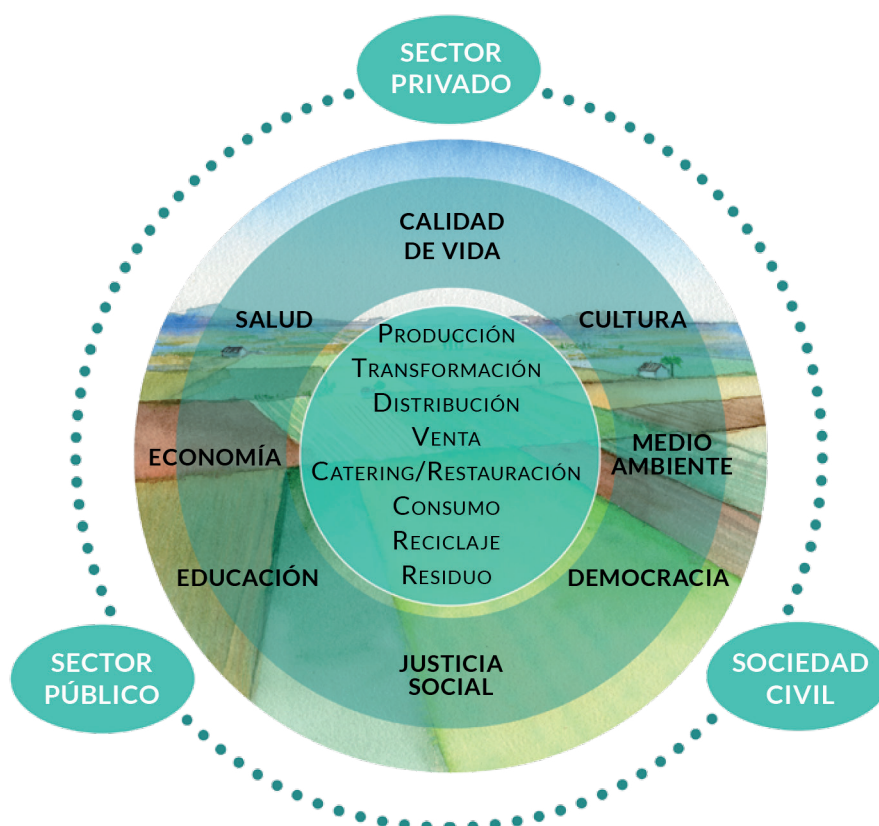 SECTOR
PRIVADO
CALIDAD
DE VIDA
SALUD
CULTURA
PRODUCCIÓN
TRANSFORMACIÓN
DISTRIBUCIÓN
VENTA
CATERING/RESTAURACIÓN
CONSUMO
RECICLAJE
RESIDUO
ECONOMÍA
MEDIO
AMBIENTE
EDUCACIÓN
DEMOCRACIA
JUSTICIA
SOCIAL
SECTOR
PÚBLICO
SOCIEDAD
CIVIL